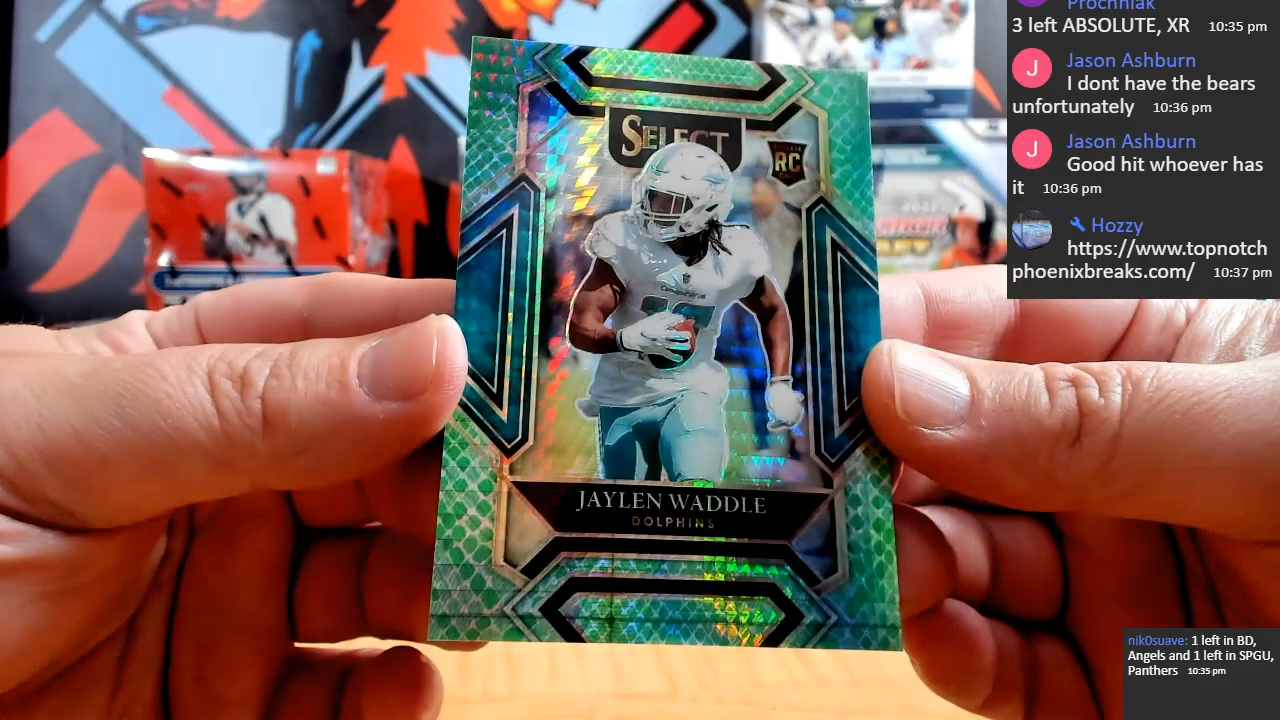 SELECT
RC
JAYLEN WADDLE
DOLPHINS
Prochniak
3 left ABSOLUTE, XR 10:35 pm
J
Jason Ashburn
I dont have the bears
unfortunately 10:36 pm
J
Jason Ashburn
Good hit whoever has
it 10:36 pm
Hozzy
https://www.topnotch
phoenixbreaks.com/ 10:37 pm
nik0suave: 1 left in BD,
Angels and 1 left in SPGU,
Panthers 10:35 pm